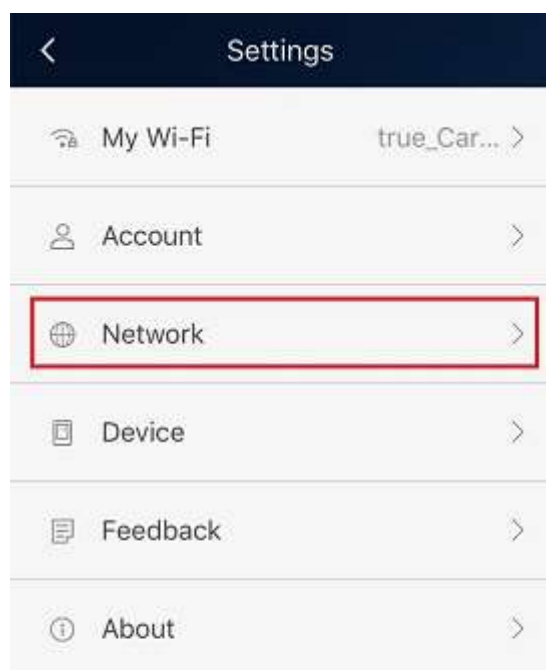 Settings
My Wi-Fi true_Car...
Account
Network
Device
Feedback
About